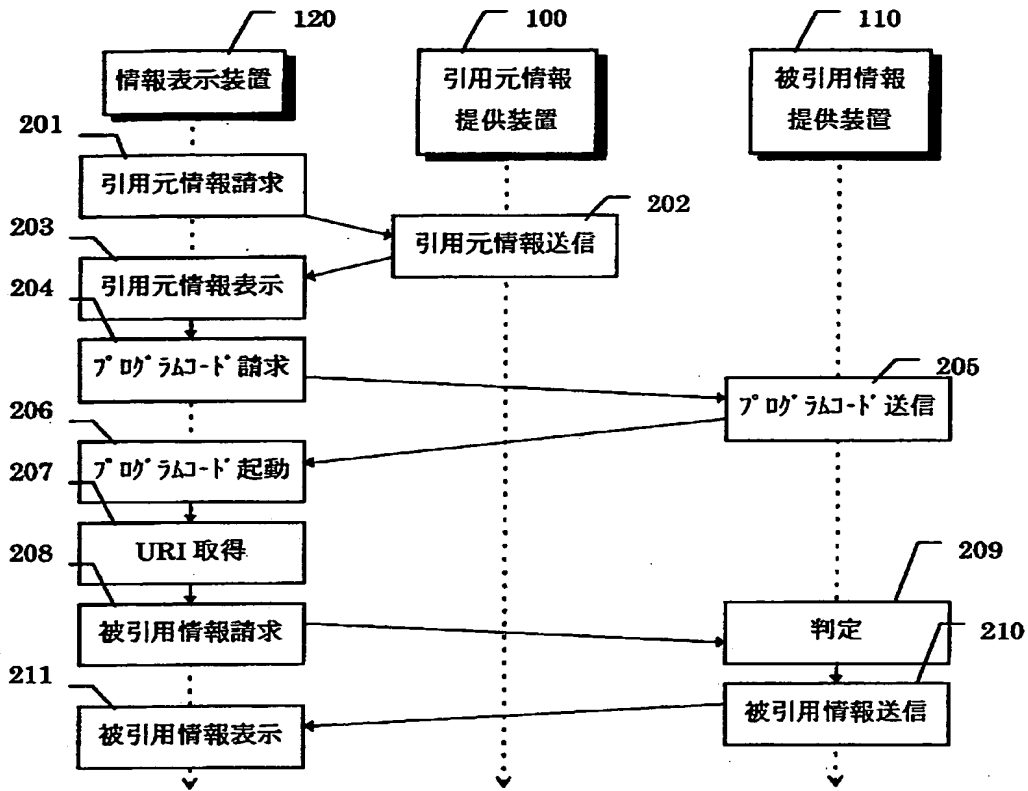 120
100
110
情報表示装置
引用元情報
提供装置
被引用情報
提供装置
201
引用元情報請求
202
引用元情報送信
203
引用元情報表示
204
ﾌﾟﾛｸﾞﾗﾑｺｰﾄﾞ請求
205
ﾌﾟﾛｸﾞﾗﾑｺｰﾄﾞ送信
206
ﾌﾟﾛｸﾞﾗﾑｺｰﾄﾞ起動
207
URI 取得
208
被引用情報請求
209
判定
210
被引用情報送信
211
被引用情報表示